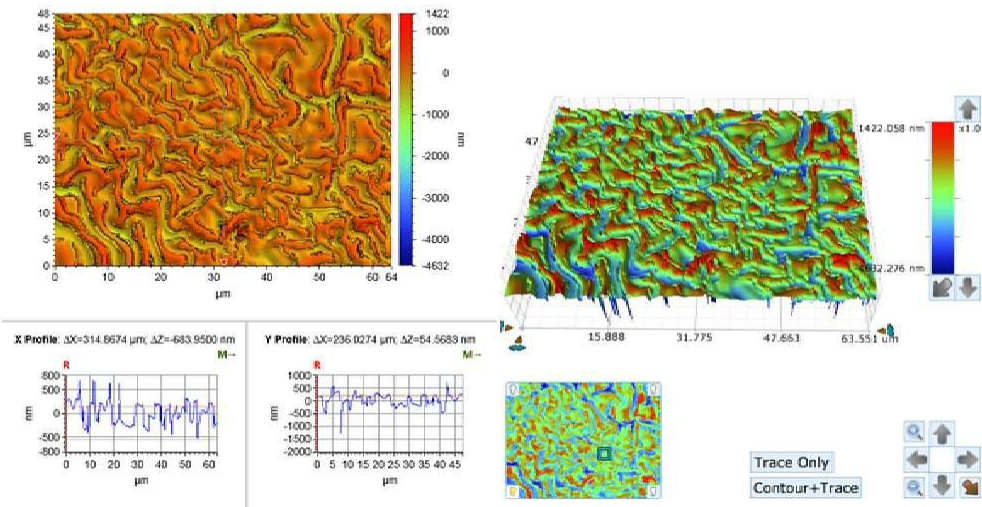 48
45
40
35
30
25
20
15
10
5
0
μm
0 10 20 30 40 50 60 64
μm
1422
1000
0
-1000
-2000
-3000
-4000
-4632
nm
47
1422.058 nm
x1.0
15.888 31.775 47.663 63.551 um
X Profile: ΔX=314.8674 μm; ΔZ=-683.9500 nm
M→
R
800
500
0
-500
-800
nm
0 10 20 30 40 50 60
μm
Y Profile: ΔX=236.0274 μm; ΔZ=54.5683 nm
M→
R
1000
500
0
-500
-1000
-1500
-2000
nm
0 5 10 15 20 25 30 35 40 45
μm
Trace Only
Contour+Trace